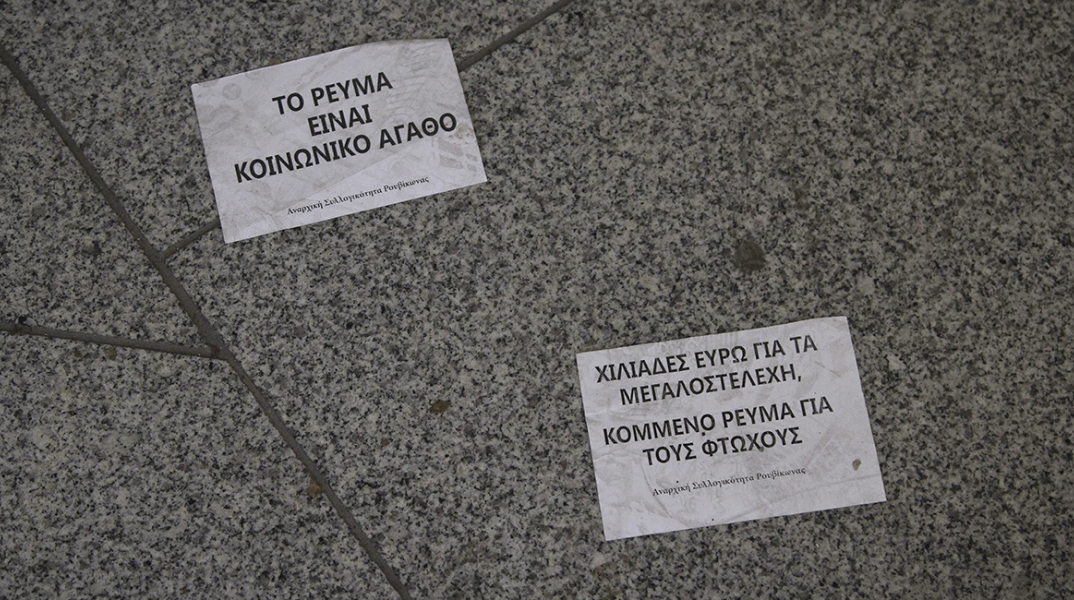 ΤΟ ΡΕΥΜΑ
ΕΙΝΑΙ
ΚΟΙΝΩΝΙΚΟ ΑΓΑΘΟ
Αναρχική Συλλογικότητα Ρουβίκωνας
ΧΙΛΙΑΔΕΣ ΕΥΡΩ ΓΙΑ ΤΑ
ΜΕΓΑΛΟΣΤΕΛΕΧΗ,
ΚΟΜΜΕΝΟ ΡΕΥΜΑ ΓΙΑ
ΤΟΥΣ ΦΤΩΧΟΥΣ
Αναρχική Συλλογικότητα Ρουβίκωνας